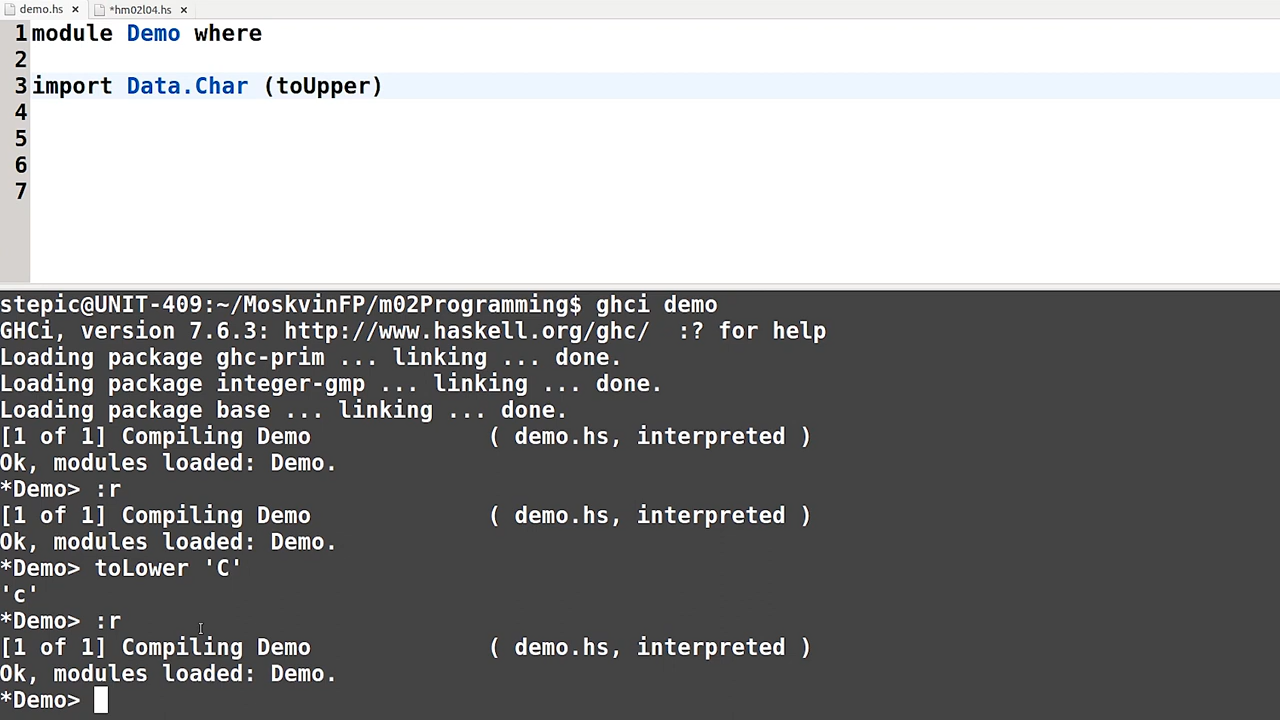 demo.hs × *hm02l04.hs ×
1 module Demo where
2
3 import Data.Char (toUpper)
4
5
6
7
stepic@UNIT-409:~/MoskvinFP/m02Programming$ ghci demo
GHCi, version 7.6.3: http://www.haskell.org/ghc/  :? for help
Loading package ghc-prim ... linking ... done.
Loading package integer-gmp ... linking ... done.
Loading package base ... linking ... done.
[1 of 1] Compiling Demo             ( demo.hs, interpreted )
Ok, modules loaded: Demo.
*Demo> :r
[1 of 1] Compiling Demo             ( demo.hs, interpreted )
Ok, modules loaded: Demo.
*Demo> toLower 'C'
'c'
*Demo> :r
[1 of 1] Compiling Demo             ( demo.hs, interpreted )
Ok, modules loaded: Demo.
*Demo>